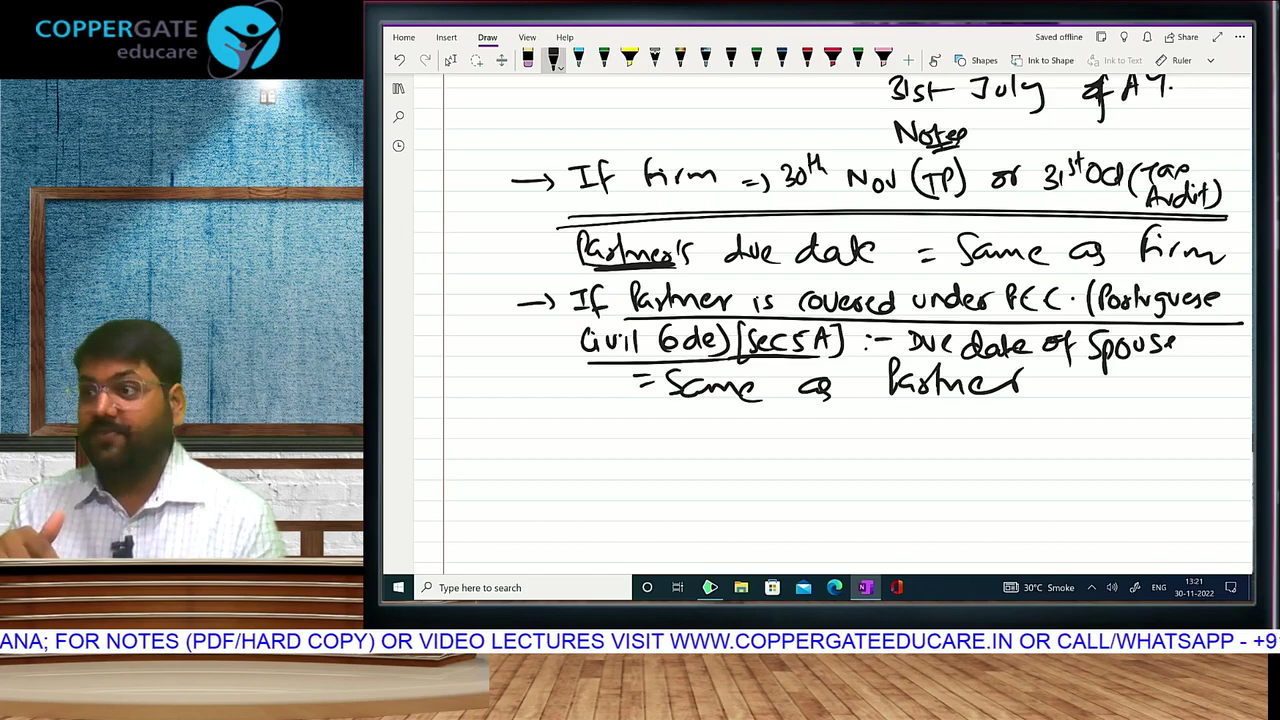 COPPERGATE
educare
Home Insert Draw View Help
Saved offline
Share
Shapes
Ink to Shape
Ink to Text
Ruler
31st July of AY.
Notes
→ If firm => 30th Nov (TP) or 31st Oct (Tax
Audit)
Partner's due date = Same as firm
→ If Partner is covered under PCC. (Portuguese
Civil Code) [Sec 5A] :- Due date of Spouse
= Same as Partner
Type here to search
30°C Smoke
ENG
13:21
30-11-2022
ANA; FOR NOTES (PDF/HARD COPY) OR VIDEO LECTURES VISIT WWW.COPPERGATEEDUCARE.IN OR CALL/WHATSAPP - +9